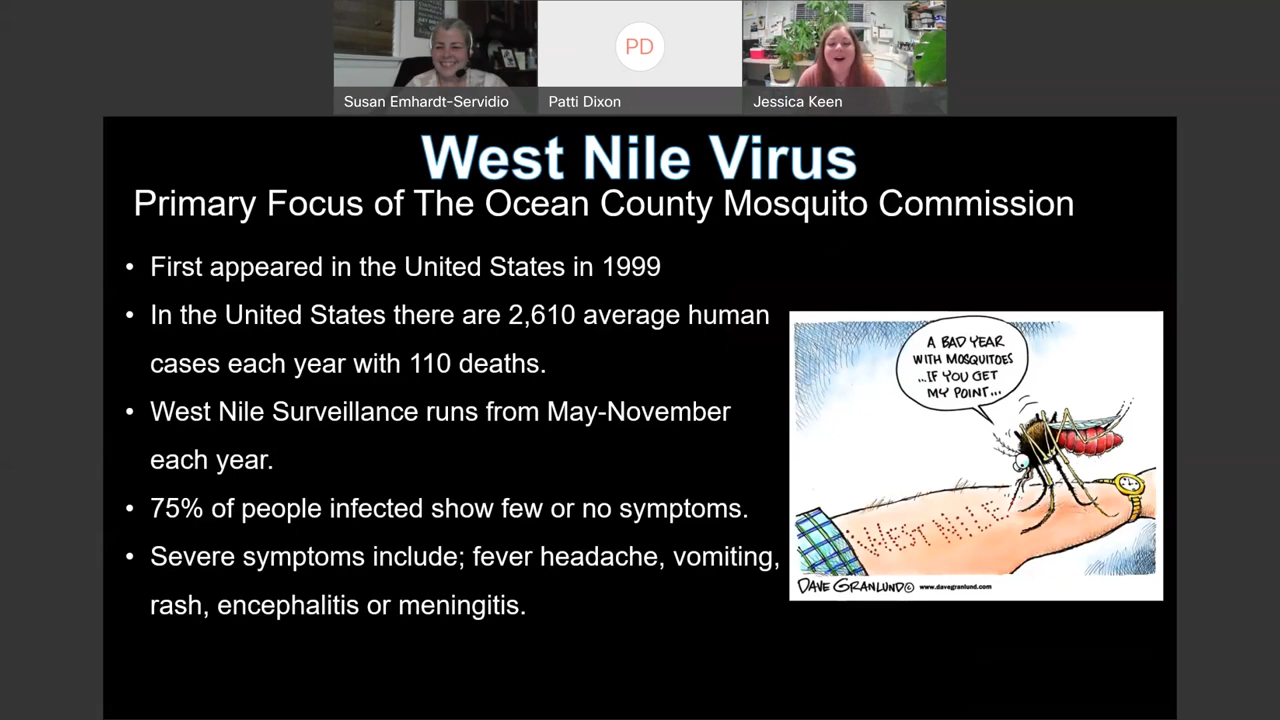 PD
Susan Emhardt-Servidio
Patti Dixon
Jessica Keen
West Nile Virus
Primary Focus of The Ocean County Mosquito Commission
• First appeared in the United States in 1999
• In the United States there are 2,610 average human
cases each year with 110 deaths.
• West Nile Surveillance runs from May-November
each year.
• 75% of people infected show few or no symptoms.
• Severe symptoms include; fever headache, vomiting,
rash, encephalitis or meningitis.
A BAD YEAR
WITH MOSQUITOES
...IF YOU GET
MY POINT...
WEST NILE
DAVE GRANLUND© www.davegranlund.com